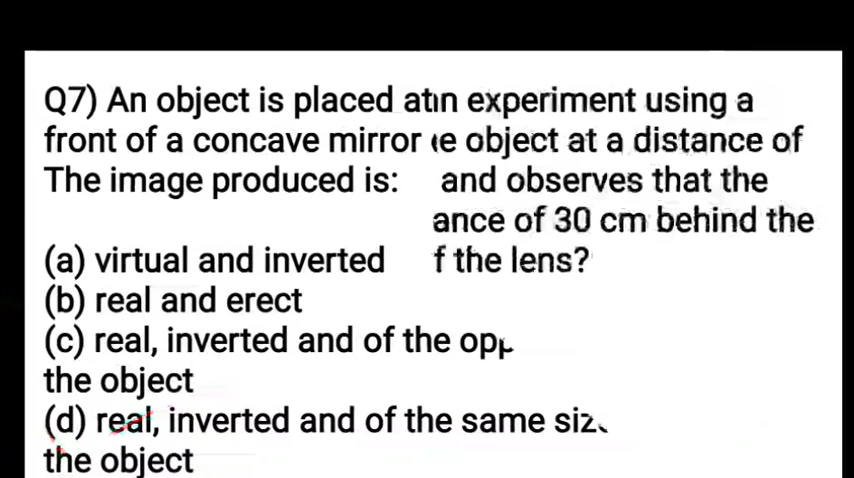 Q7) An object is placed at in experiment using a
front of a concave mirror e object at a distance of
The image produced is: and observes that the
ance of 30 cm behind the
(a) virtual and inverted f the lens?
(b) real and erect
(c) real, inverted and of the opp
the object
(d) real, inverted and of the same siz
the object